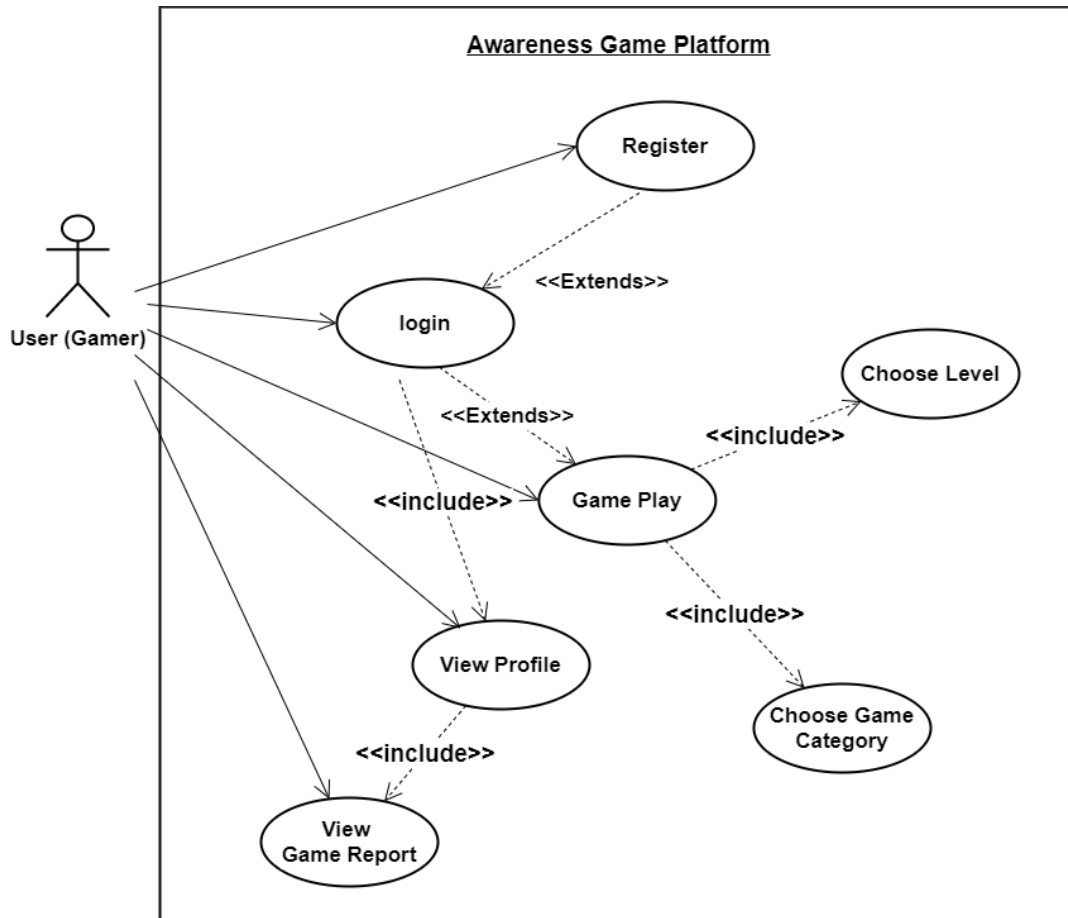 Awareness Game Platform
Register
<<Extends>>
User (Gamer)
login
Choose Level
<<Extends>>
<<include>>
<<include>>
Game Play
<<include>>
View Profile
Choose Game
Category
<<include>>
View
Game Report